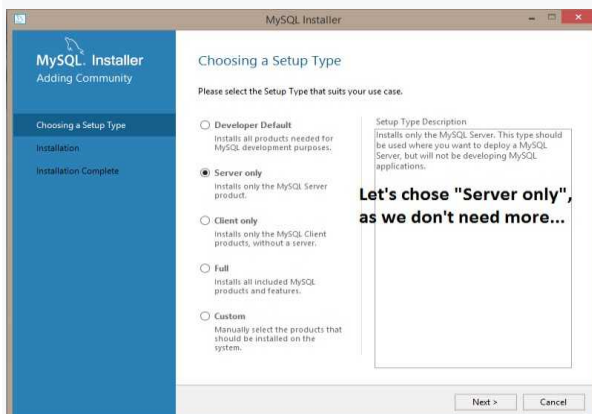 MySQL Installer
MySQL. Installer
Adding Community
Choosing a Setup Type
Installation
Installation Complete
Choosing a Setup Type
Please select the Setup Type that suits your use case.
Developer Default
Installs all products needed for
MySQL development purposes.
Server only
Installs only the MySQL Server
product.
Client only
Installs only the MySQL Client
products, without a server.
Full
Installs all included MySQL
products and features.
Custom
Manually select the products that
should be installed on the
system.
Setup Type Description
Installs only the MySQL Server. This type should
be used where you want to deploy a MySQL
Server, but will not be developing MySQL
applications.
Let's chose "Server only",
as we don't need more...
Next >
Cancel